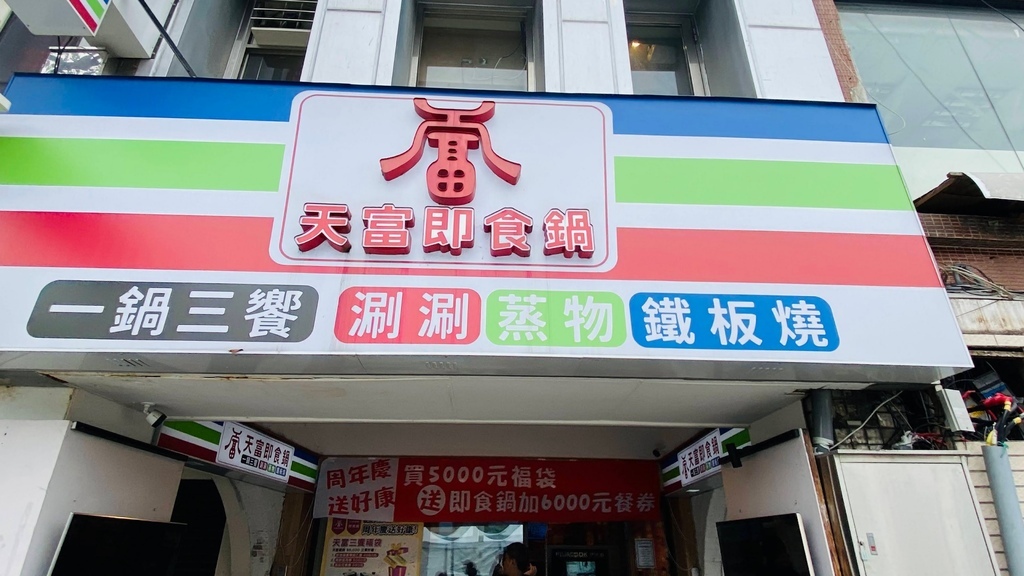 天富即食鍋
一鍋三饗 涮涮 蒸物 鐵板燒
天富即食鍋
天富即食鍋
周年慶
送好康
買5000元福袋
送即食鍋加6000元餐券
天富三饗福袋